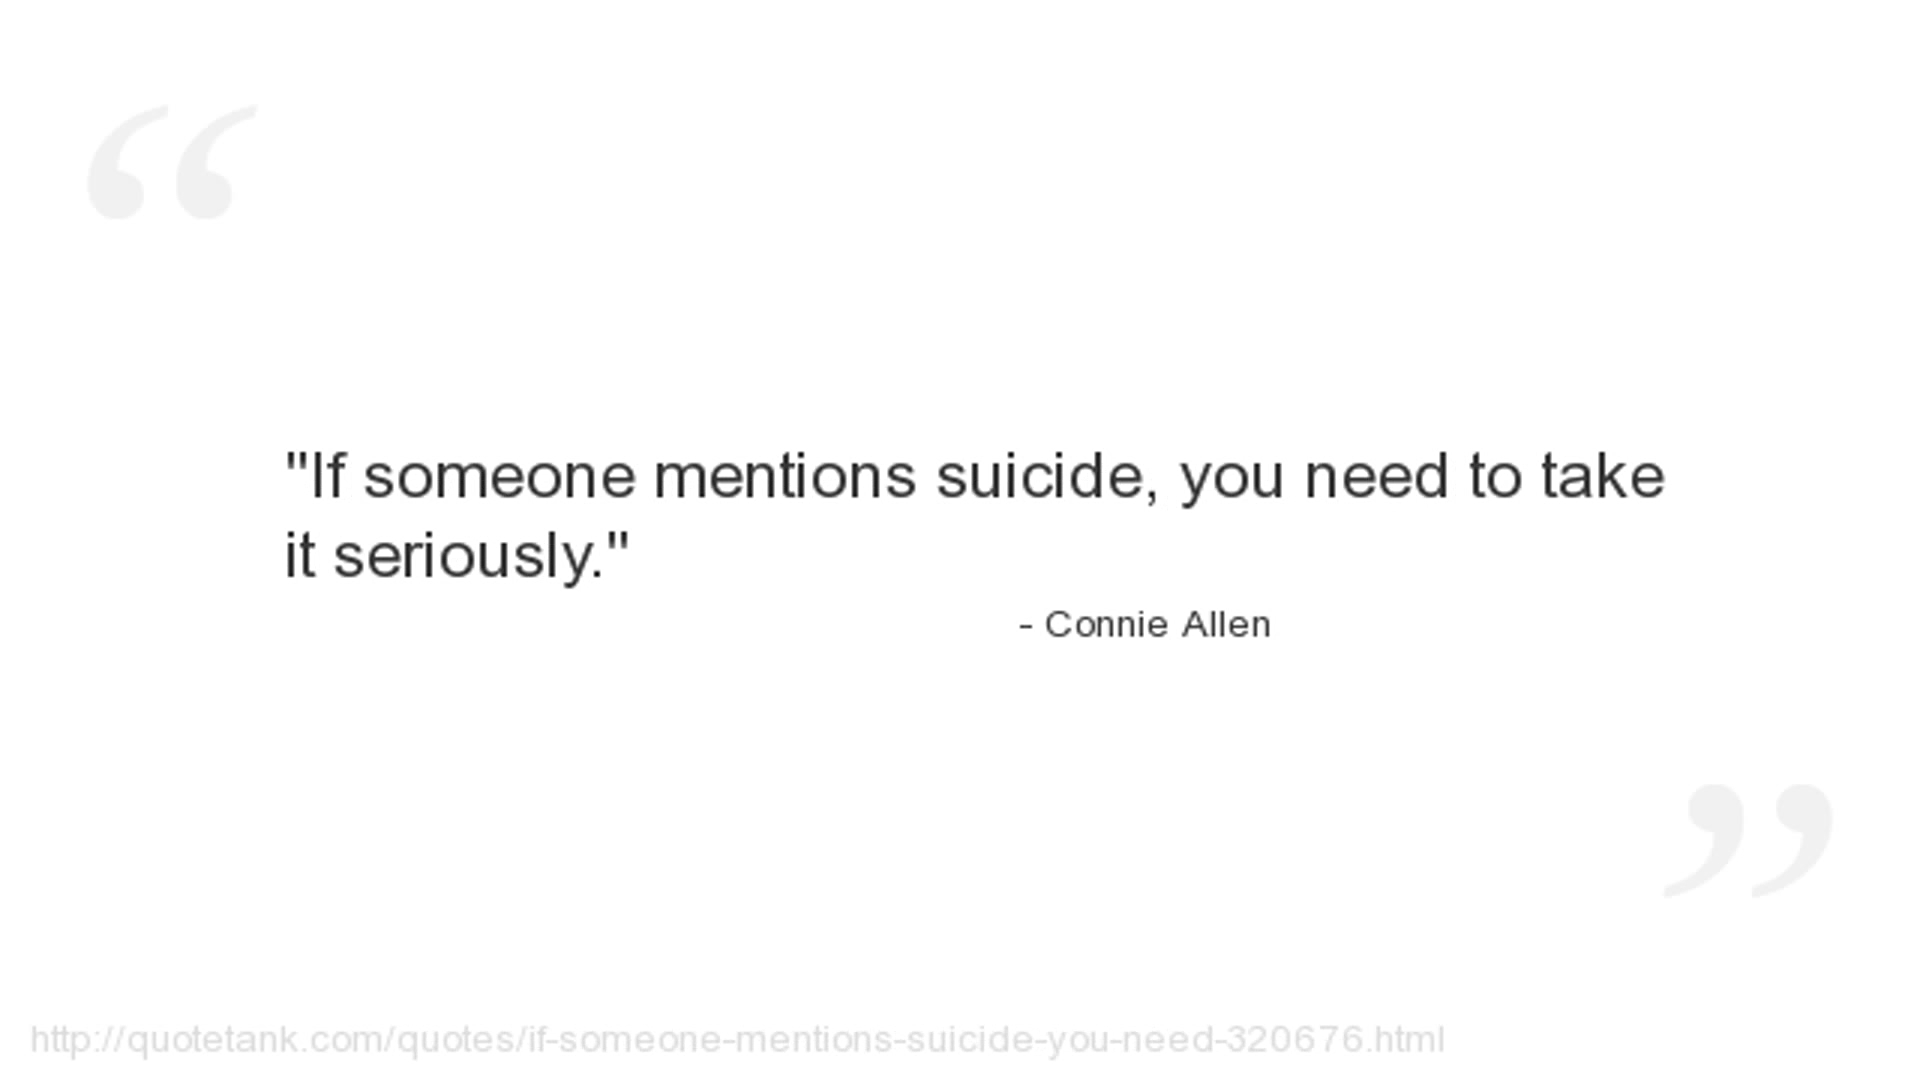 "If someone mentions suicide, you need to take
it seriously."
- Connie Allen
http://quotetank.com/quotes/if-someone-mentions-suicide-you-need-320676.html